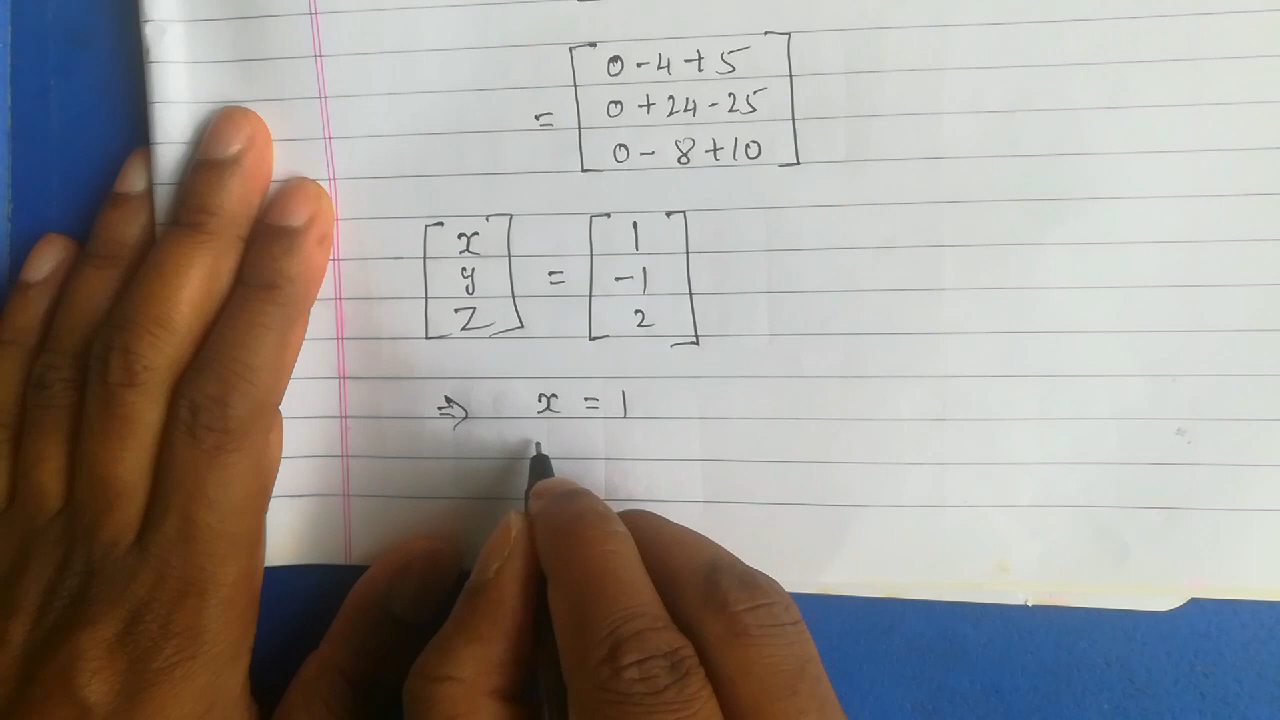 0 - 4 + 5
= 0 + 24 - 25
0 - 8 + 10
x 1
y = -1
z 2
⇒ x = 1